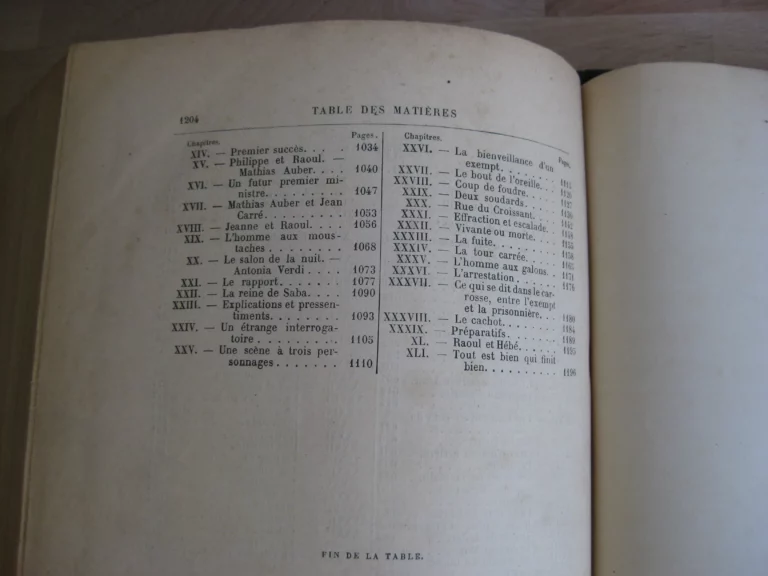 1204
TABLE DES MATIÈRES
Chapitres.
Pages.
XIV. — Premier succès. . . . 1034
XV. — Philippe et Raoul. —
Mathias Auber. . . . 1040
XVI. — Un futur premier mi-
nistre. . . . . . . . . 1047
XVII. — Mathias Auber et Jean
Carré. . . . . . . . . 1053
XVIII. — Jeanne et Raoul. . . . 1056
XIX. — L'homme aux mous-
taches . . . . . . . . 1068
XX. — Le salon de la nuit. —
Antonia Verdi . . . . 1073
XXI. — Le rapport. . . . . . 1077
XXII. — La reine de Saba. . . . 1090
XXIII. — Explications et pressen-
timents. . . . . . . . . 1093
XXIV. — Un étrange interroga-
toire . . . . . . . . . 1105
XXV. — Une scène à trois per-
sonnages . . . . . . . 1110
Chapitres.
Pages.
XXVI. — La bienveillance d'un
exempt. . . . . . . .
XXVII. — Le bout de l'oreille. . .
XXVIII. — Coup de foudre. . . .
XXIX. — Deux soudards. . . . .
XXX. — Rue du Croissant. . . .
XXXI. — Effraction et escalade.
XXXII. — Vivante ou morte. . . .
XXXIII. — La fuite. . . . . . . .
XXXIV. — La tour carrée. . . . .
XXXV. — L'homme aux galons. 1171
XXXVI. — L'arrestation. . . . . . 1176
XXXVII. — Ce qui se dit dans le car-
rosse, entre l'exempt
et la prisonnière. . . . 1180
XXXVIII. — Le cachot. . . . . . . 1184
XXXIX. — Préparatifs. . . . . .
XL. — Raoul et Hébé. . . . . 1195
XLI. — Tout est bien qui finit
bien. . . . . . . . . .
FIN DE LA TABLE.